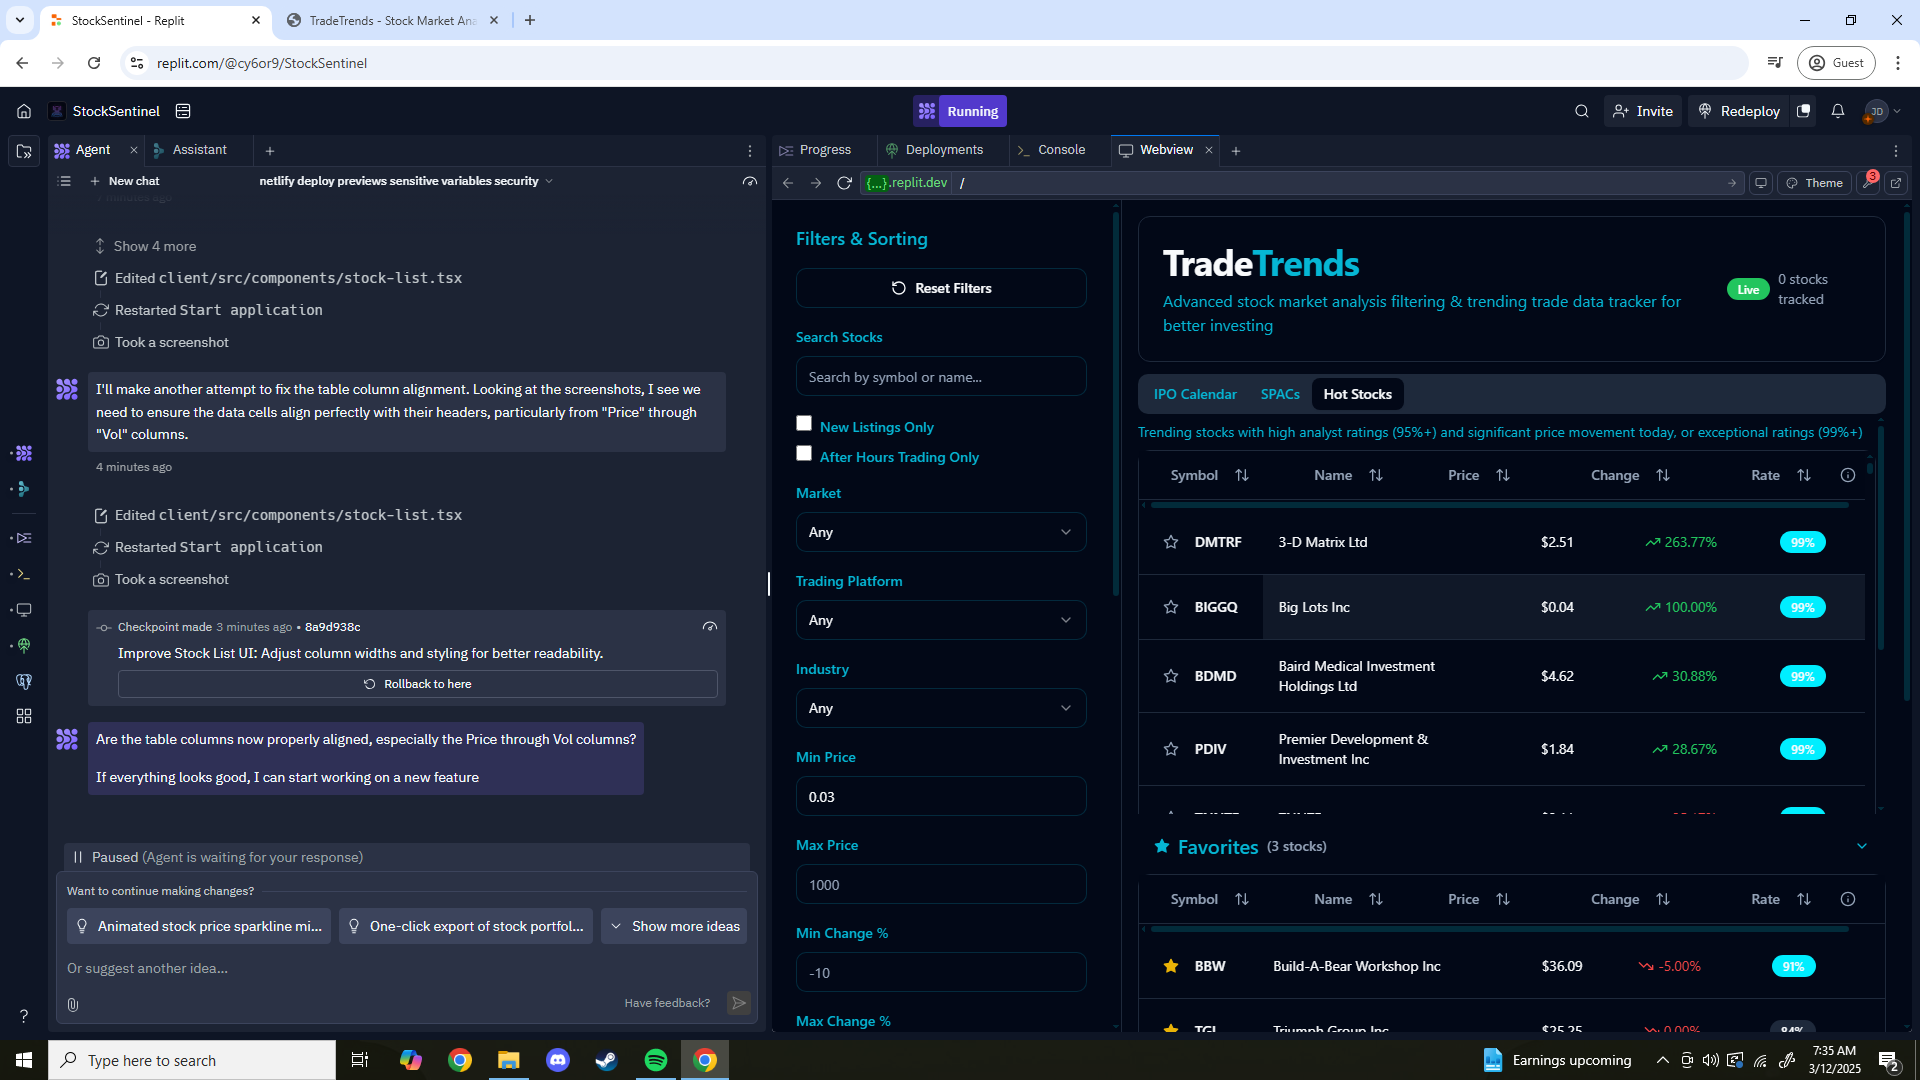 StockSentinel - Replit
TradeTrends - Stock Market Ana
replit.com/@cy6or9/StockSentinel
Guest
StockSentinel
Running
Invite
Redeploy
JD
Agent
Assistant
New chat
netlify deploy previews sensitive variables security
Show 4 more
Edited client/src/components/stock-list.tsx
Restarted Start application
Took a screenshot
I'll make another attempt to fix the table column alignment. Looking at the screenshots, I see we
need to ensure the data cells align perfectly with their headers, particularly from "Price" through
"Vol" columns.
4 minutes ago
Edited client/src/components/stock-list.tsx
Restarted Start application
Took a screenshot
Checkpoint made 3 minutes ago • 8a9d938c
Improve Stock List UI: Adjust column widths and styling for better readability.
Rollback to here
Are the table columns now properly aligned, especially the Price through Vol columns?
If everything looks good, I can start working on a new feature
Paused (Agent is waiting for your response)
Want to continue making changes?
Animated stock price sparkline mi...
One-click export of stock portfol...
Show more ideas
Or suggest another idea...
Have feedback?
Progress
Deployments
Console
Webview
{...}.replit.dev /
Theme
3
Filters & Sorting
Reset Filters
Search Stocks
Search by symbol or name...
New Listings Only
After Hours Trading Only
Market
Any
Trading Platform
Any
Industry
Any
Min Price
0.03
Max Price
1000
Min Change %
-10
Max Change %
TradeTrends
Advanced stock market analysis filtering & trending trade data tracker for
better investing
Live
0 stocks
tracked
IPO Calendar
SPACs
Hot Stocks
Trending stocks with high analyst ratings (95%+) and significant price movement today, or exceptional ratings (99%+)
Symbol Name Price Change Rate
DMTRF 3-D Matrix Ltd $2.51 263.77% 99%
BIGGQ Big Lots Inc $0.04 100.00% 99%
BDMD Baird Medical Investment
Holdings Ltd $4.62 30.88% 99%
PDIV Premier Development &
Investment Inc $1.84 28.67% 99%
Favorites (3 stocks)
Symbol Name Price Change Rate
BBW Build-A-Bear Workshop Inc $36.09 -5.00% 91%
TGI Triumph Group Inc $25.25 0.00% 84%
Type here to search
Earnings upcoming
7:35 AM
3/12/2025
2